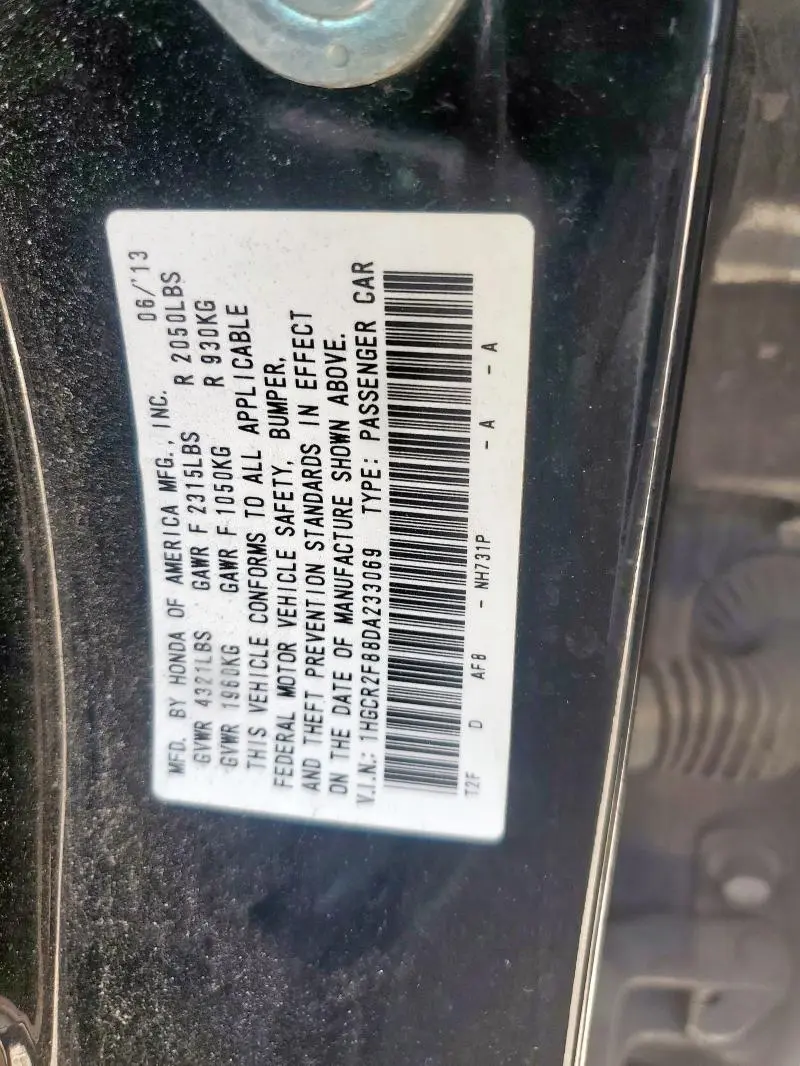 MFD. BY HONDA OF AMERICA MFG., INC. 06/'13
GVWR 4321LBS GAWR F 2315LBS R 2050LBS
GVWR 1960KG GAWR F 1050KG R 930KG
THIS VEHICLE CONFORMS TO ALL APPLICABLE
FEDERAL MOTOR VEHICLE SAFETY, BUMPER,
AND THEFT PREVENTION STANDARDS IN EFFECT
ON THE DATE OF MANUFACTURE SHOWN ABOVE.
V.I.N.: 1HGCR2F88DA233069 TYPE: PASSENGER CAR
T2F D AF8 - NH731P - A - A